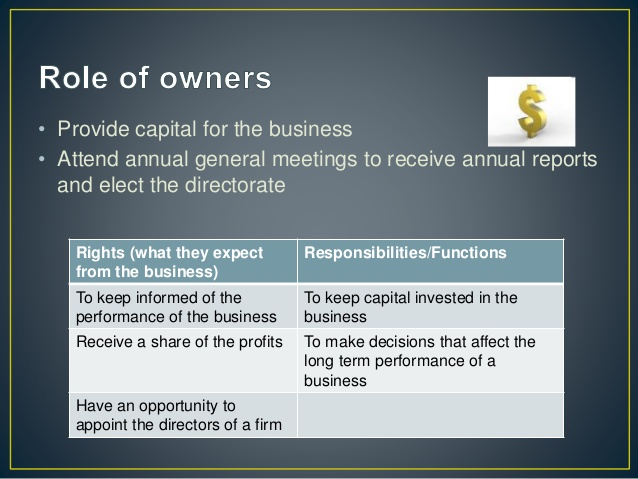 Role of owners
• Provide capital for the business
• Attend annual general meetings to receive annual reports
and elect the directorate
Rights (what they expect
from the business)
Responsibilities/Functions
To keep informed of the
performance of the business
To keep capital invested in the
business
Receive a share of the profits
To make decisions that affect the
long term performance of a
business
Have an opportunity to
appoint the directors of a firm